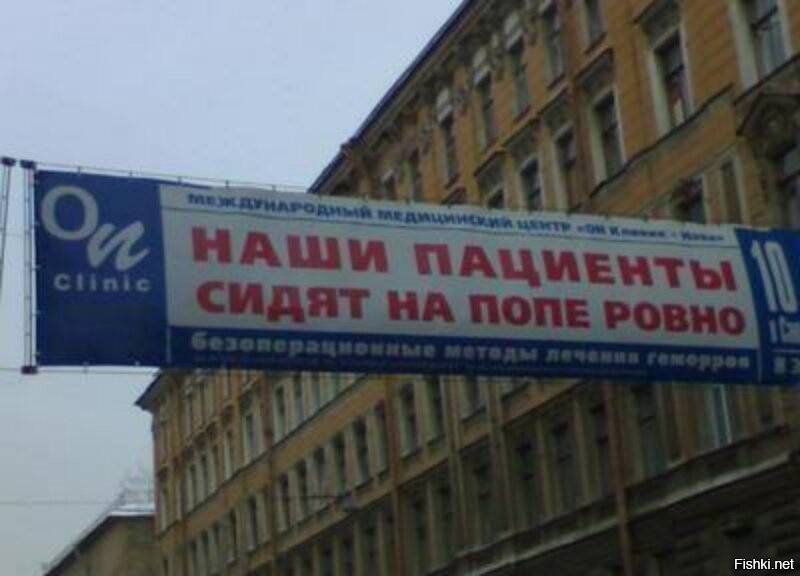 On
Clinic
МЕЖДУНАРОДНЫЙ МЕДИЦИНСКИЙ ЦЕНТР «ОН Клиник - Нева»
НАШИ ПАЦИЕНТЫ
СИДЯТ НА ПОПЕ РОВНО
безоперационные методы лечения геморроя
10
Fishki.net